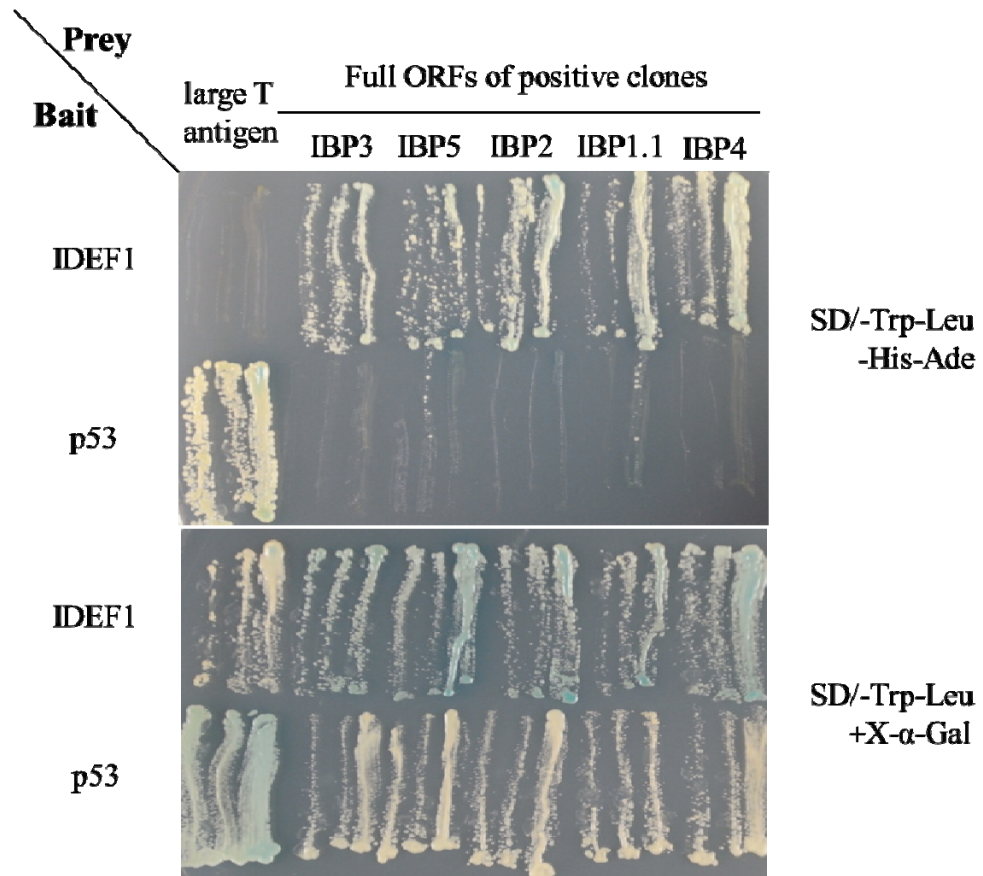 Prey
Bait
large T
antigen
Full ORFs of positive clones
IBP3 IBP5 IBP2 IBP1.1 IBP4
IDEF1
p53
SD/-Trp-Leu
-His-Ade
IDEF1
p53
SD/-Trp-Leu
+X-α-Gal